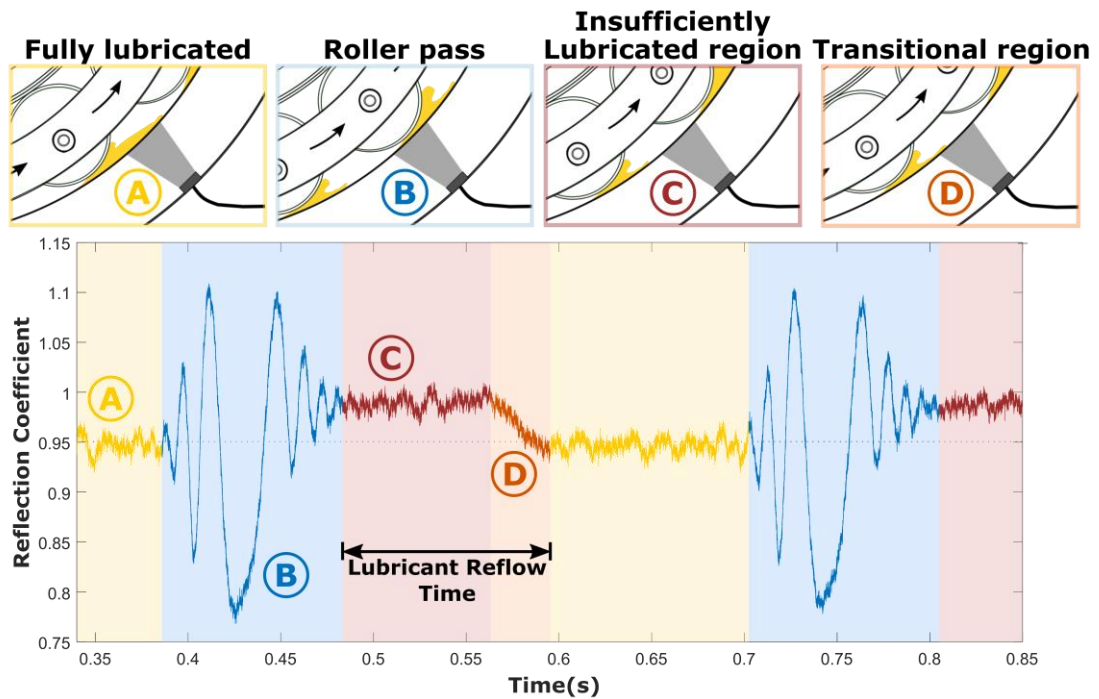 Fully lubricated
Roller pass
Insufficiently
Lubricated region
Transitional region
A
B
C
D
1.15
1.1
1.05
1
0.95
0.9
0.85
0.8
0.75
Reflection Coefficient
A
B
C
D
Lubricant Reflow
Time
0.35
0.4
0.45
0.5
0.55
0.6
0.65
0.7
0.75
0.8
0.85
Time(s)